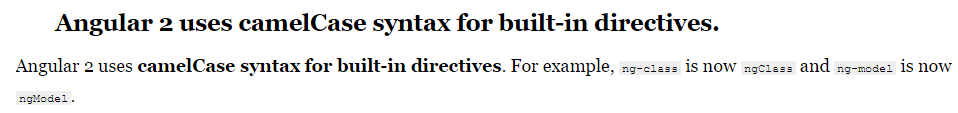 Angular 2 uses camelCase syntax for built-in directives.
Angular 2 uses camelCase syntax for built-in directives. For example, ng-class is now ngClass and ng-model is now
ngModel.